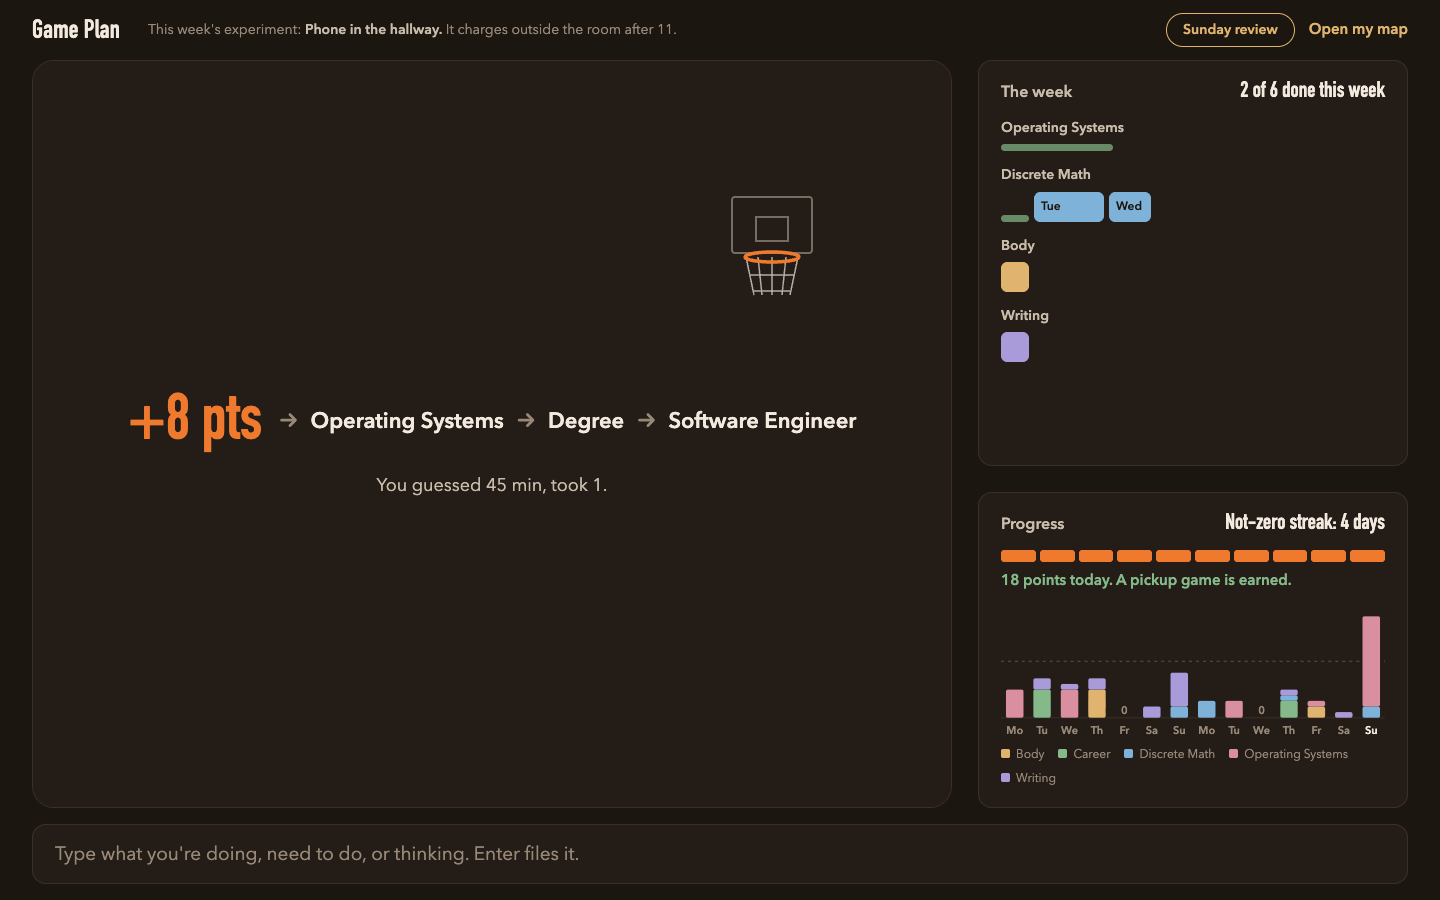 Game Plan
This week's experiment: Phone in the hallway. It charges outside the room after 11.
Sunday review
Open my map
+8 pts → Operating Systems → Degree → Software Engineer
You guessed 45 min, took 1.
The week
2 of 6 done this week
Operating Systems
Discrete Math
Tue Wed
Body
Writing
Progress
Not-zero streak: 4 days
18 points today. A pickup game is earned.
0 0
Mo Tu We Th Fr Sa Su Mo Tu We Th Fr Sa Su
Body Career Discrete Math Operating Systems
Writing
Type what you're doing, need to do, or thinking. Enter files it.